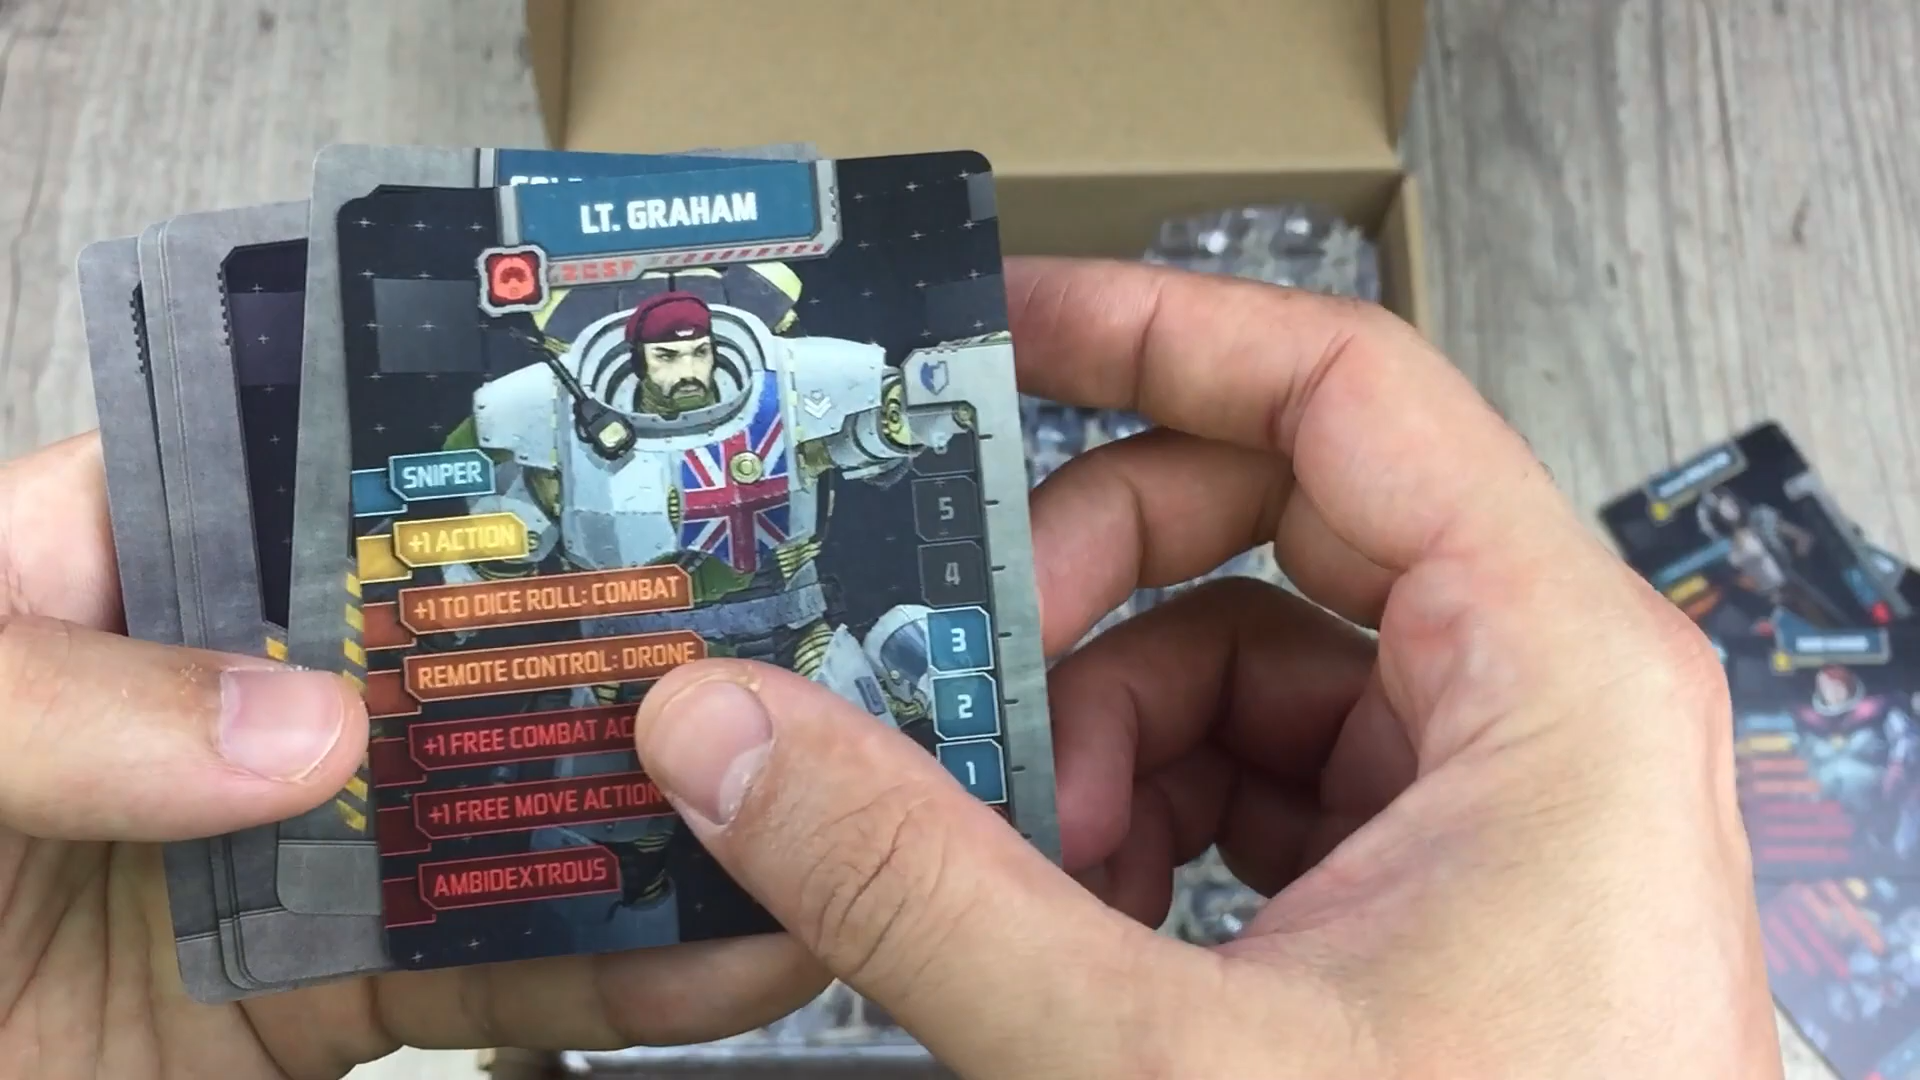 LT. GRAHAM
SNIPER
+1 ACTION
+1 TO DICE ROLL: COMBAT
REMOTE CONTROL: DRONE
+1 FREE COMBAT AC
+1 FREE MOVE ACTION
AMBIDEXTROUS
5
4
3
2
1